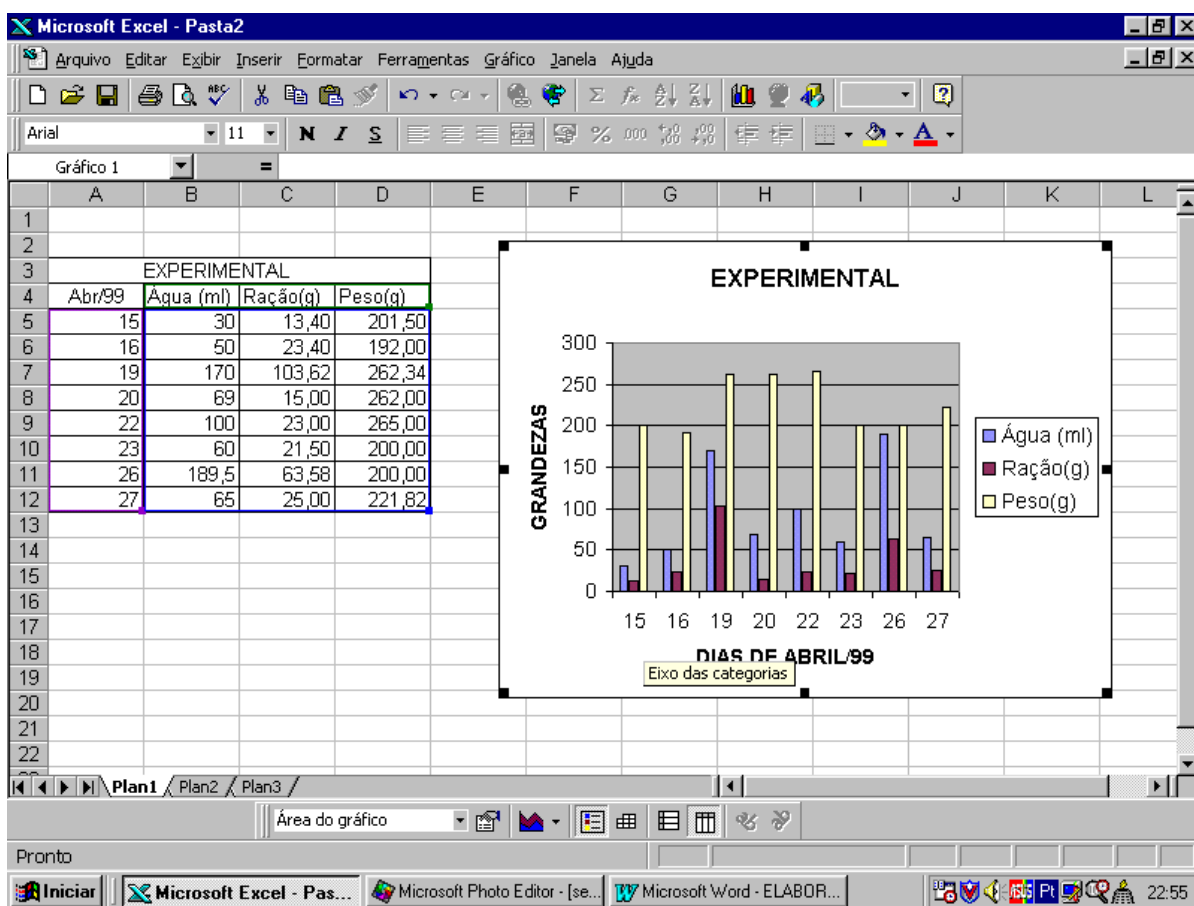 Microsoft Excel - Pasta2
Arquivo Editar Exibir Inserir Formatar Ferramentas Gráfico Janela Ajuda
Arial 11 N I S % 000
Gráfico 1 =
A B C D E F G H I J K L
1
2
3 EXPERIMENTAL
4 Abr/99 Água (ml) Ração(g) Peso(g)
5 15 30 13,40 201,50
6 16 50 23,40 192,00
7 19 170 103,62 262,34
8 20 69 15,00 262,00
9 22 100 23,00 265,00
10 23 60 21,50 200,00
11 26 189,5 63,58 200,00
12 27 65 25,00 221,82
13
14
15
16
17
18
19
20
21
22
EXPERIMENTAL
300
250
200
150
100
50
0
GRANDEZAS
15 16 19 20 22 23 26 27
DIAS DE ABRIL/99
Eixo das categorias
Água (ml)
Ração(g)
Peso(g)
Plan1 Plan2 Plan3
Área do gráfico
Pronto
Iniciar Microsoft Excel - Pas... Microsoft Photo Editor - [se... Microsoft Word - ELABOR... Pt 22:55